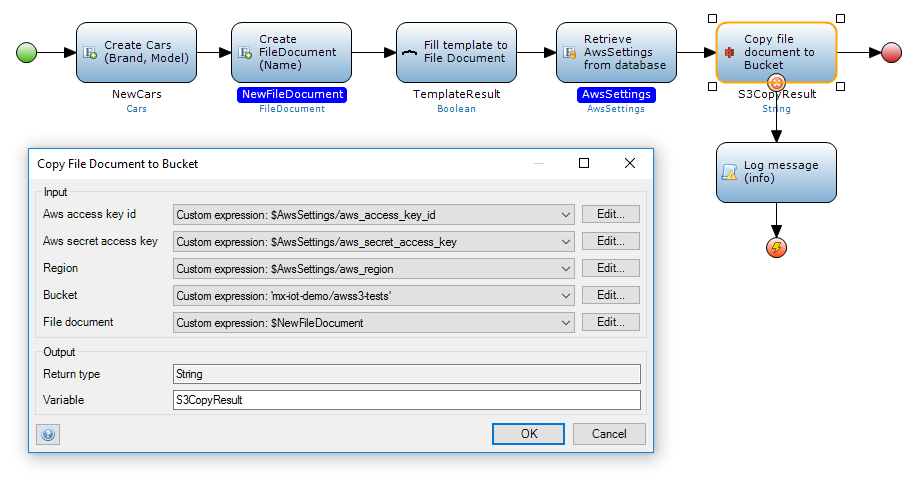 Create Cars
(Brand, Model)
NewCars
Cars
Create
FileDocument
(Name)
NewFileDocument
FileDocument
Fill template to
File Document
TemplateResult
Boolean
Retrieve
AwsSettings
from database
AwsSettings
AwsSettings
Copy file
document to
Bucket
S3CopyResult
String
Log message
(info)
Copy File Document to Bucket
Input
Aws access key id
Custom expression: $AwsSettings/aws_access_key_id
Edit...
Aws secret access key
Custom expression: $AwsSettings/aws_secret_access_key
Edit...
Region
Custom expression: $AwsSettings/aws_region
Edit...
Bucket
Custom expression: 'mx-iot-demo/awss3-tests'
Edit...
File document
Custom expression: $NewFileDocument
Edit...
Output
Return type
String
Variable
S3CopyResult
OK
Cancel